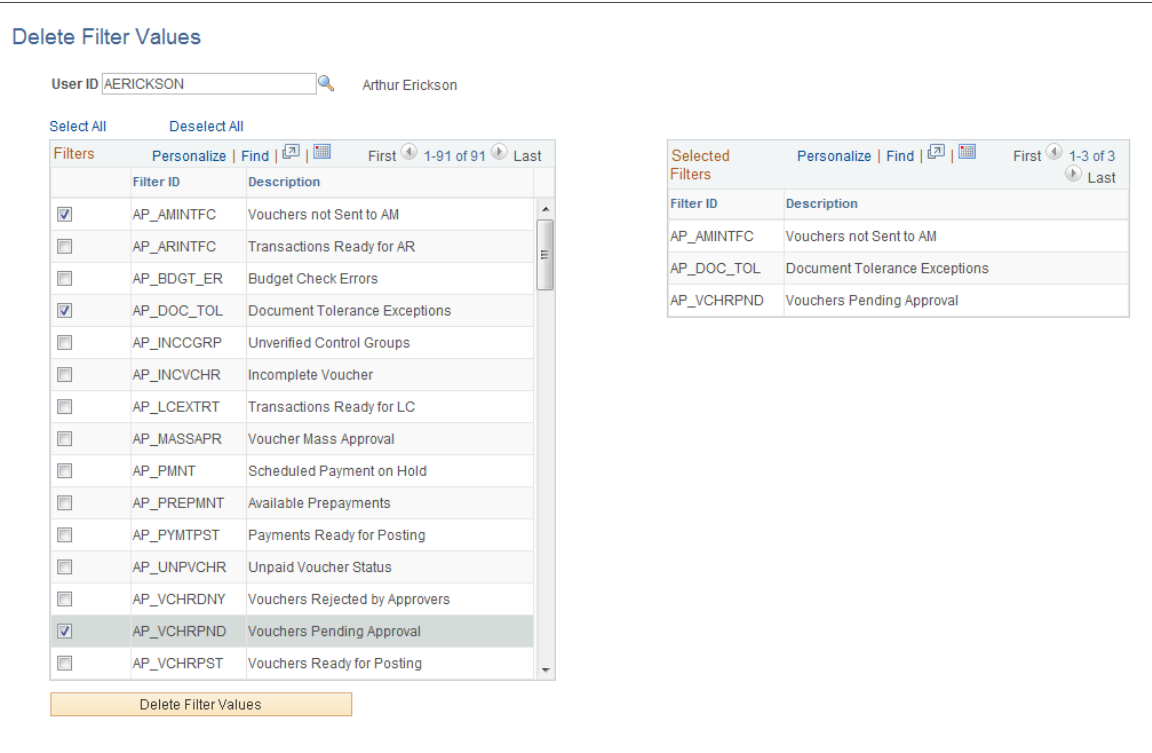 Delete Filter Values
User ID AERICKSON Arthur Erickson
Select All Deselect All
Filters Personalize | Find | | First 1-91 of 91 Last
Filter ID Description
AP_AMINTFC Vouchers not Sent to AM
AP_ARINTFC Transactions Ready for AR
AP_BDGT_ER Budget Check Errors
AP_DOC_TOL Document Tolerance Exceptions
AP_INCCGRP Unverified Control Groups
AP_INCVCHR Incomplete Voucher
AP_LCEXTRT Transactions Ready for LC
AP_MASSAPR Voucher Mass Approval
AP_PMNT Scheduled Payment on Hold
AP_PREPMNT Available Prepayments
AP_PYMTPST Payments Ready for Posting
AP_UNPVCHR Unpaid Voucher Status
AP_VCHRDNY Vouchers Rejected by Approvers
AP_VCHRPND Vouchers Pending Approval
AP_VCHRPST Vouchers Ready for Posting
Delete Filter Values
Selected Filters Personalize | Find | | First 1-3 of 3 Last
Filter ID Description
AP_AMINTFC Vouchers not Sent to AM
AP_DOC_TOL Document Tolerance Exceptions
AP_VCHRPND Vouchers Pending Approval